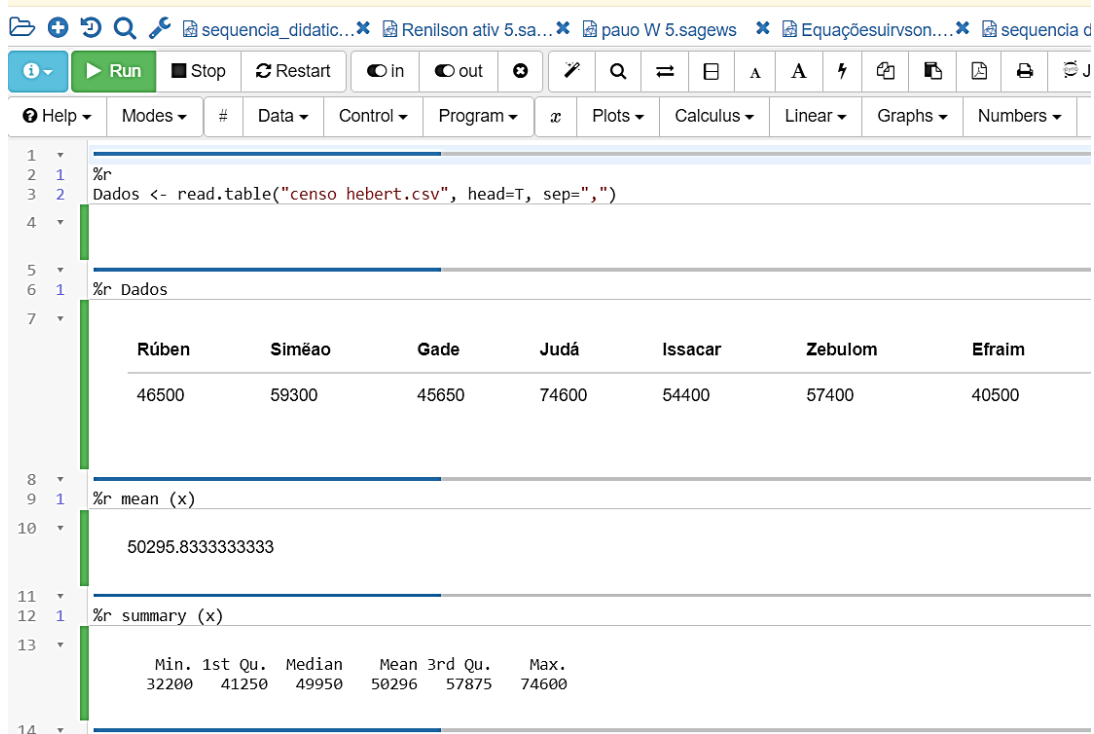 sequencia_didatic... Renilson ativ 5.sa... pauo W 5.sagews Equaçõesuirvson.... sequencia d
Run Stop Restart in out A A J
Help Modes # Data Control Program x Plots Calculus Linear Graphs Numbers
1
2 1 %r
3 2 Dados <- read.table("censo hebert.csv", head=T, sep=",")
4
5
6 1 %r Dados
7
Rúben Simëao Gade Judá Issacar Zebulom Efraim
46500 59300 45650 74600 54400 57400 40500
8
9 1 %r mean (x)
10
50295.8333333333
11
12 1 %r summary (x)
13
Min. 1st Qu. Median Mean 3rd Qu. Max.
32200 41250 49950 50296 57875 74600
14